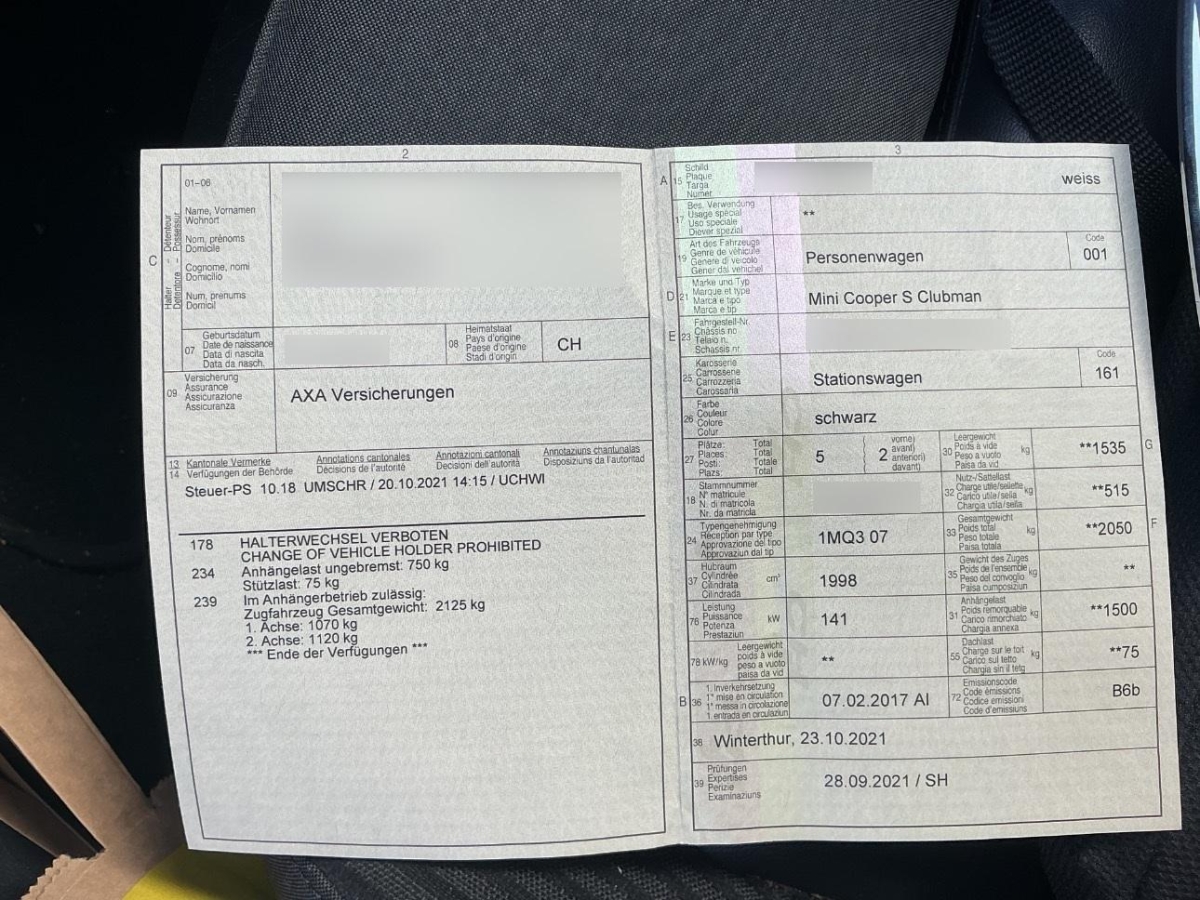 2
C
Halter - Détenteur
Detentore - Possessur
01-06
Name, Vornamen
Wohnort
Nom, prénoms
Domicile
Cognome, nomi
Domicilio
Num, prenums
Domicil
07
Geburtsdatum
Date de naissance
Data di nascita
Data da nasch.
08
Heimatstaat
Pays d'origine
Paese d'origine
Stadi d'origin
CH
09
Versicherung
Assurance
Assicurazione
Assicuranza
AXA Versicherungen
13 Kantonale Vermerke Annotations cantonales Annotazioni cantonali Annotaziuns chantunalas
14 Verfügungen der Behörde Décisions de l'autorité Decisioni dell'autorità Disposiziuns da l'autoritad
Steuer-PS 10.18 UMSCHR / 20.10.2021 14:15 / UCHWI
178 HALTERWECHSEL VERBOTEN
CHANGE OF VEHICLE HOLDER PROHIBITED
234 Anhängelast ungebremst: 750 kg
Stützlast: 75 kg
239 Im Anhängerbetrieb zulässig:
Zugfahrzeug Gesamtgewicht: 2125 kg
1. Achse: 1070 kg
2. Achse: 1120 kg
*** Ende der Verfügungen ***
3
A 15
Schild
Plaque
Targa
Numer
weiss
17
Bes. Verwendung
Usage spécial
Uso speciale
Diever spezial
**
19
Art des Fahrzeugs
Genre de véhicule
Genere di veicolo
Gener dal vehichel
Personenwagen
Code
001
D 21
Marke und Typ
Marque et type
Marca e tipo
Marca e tip
Mini Cooper S Clubman
E 23
Fahrgestell-Nr.
Châssis no
Telaio n.
Schassis nr.
25
Karosserie
Carrosserie
Carrozzeria
Carossaria
Stationswagen
Code
161
26
Farbe
Couleur
Colore
Colur
schwarz
27
Plätze: Total
Places: Total
Posti: Totale
Plazs: Total
5
2
vorne)
avant)
anteriori)
davant)
30
Leergewicht
Poids à vide
Peso a vuoto
Paisa da vid
kg
**1535
G
18
Stammnummer
N° matricule
N. di matricola
Nr. da matricla
32
Nutz-/Sattellast
Charge utile/sellette
Carico utile/sella
Chargia utila/sella
kg
**515
24
Typengenehmigung
Réception par type
Approvazione del tipo
Approvaziun dal tip
1MQ3 07
33
Gesamtgewicht
Poids total
Peso totale
Paisa totala
kg
**2050
F
37
Hubraum
Cylindrée
Cilindrata
Cilindrada
cm³
1998
35
Gewicht des Zuges
Poids de l'ensemble
Peso del convoglio
Paisa cumposiziun
kg
**
76
Leistung
Puissance
Potenza
Prestaziun
kW
141
31
Anhängelast
Poids remorquable
Carico rimorchiato
Chargia annexa
kg
**1500
78 kW/kg
Leergewicht
poids à vide
peso a vuoto
paisa da vid
**
55
Dachlast
Charge sur le toit
Carico sul tetto
Chargia sin il tetg
kg
**75
B 36
1. Inverkehrsetzung
1re mise en circulation
1a messa in circolazione
1. entrada en circulaziun
07.02.2017 AI
72
Emissionscode
Code émissions
Codice emissioni
Code d'emissiuns
B6b
38
Winterthur, 23.10.2021
39
Prüfungen
Expertises
Perizie
Examinaziuns
28.09.2021 / SH